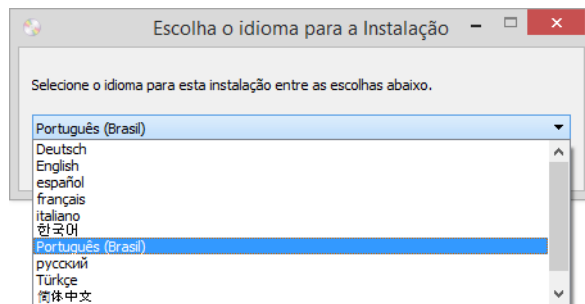 Escolha o idioma para a Instalação
Selecione o idioma para esta instalação entre as escolhas abaixo.
Português (Brasil)
Deutsch
English
español
français
italiano
한국어
Português (Brasil)
русский
Türkçe
简体中文